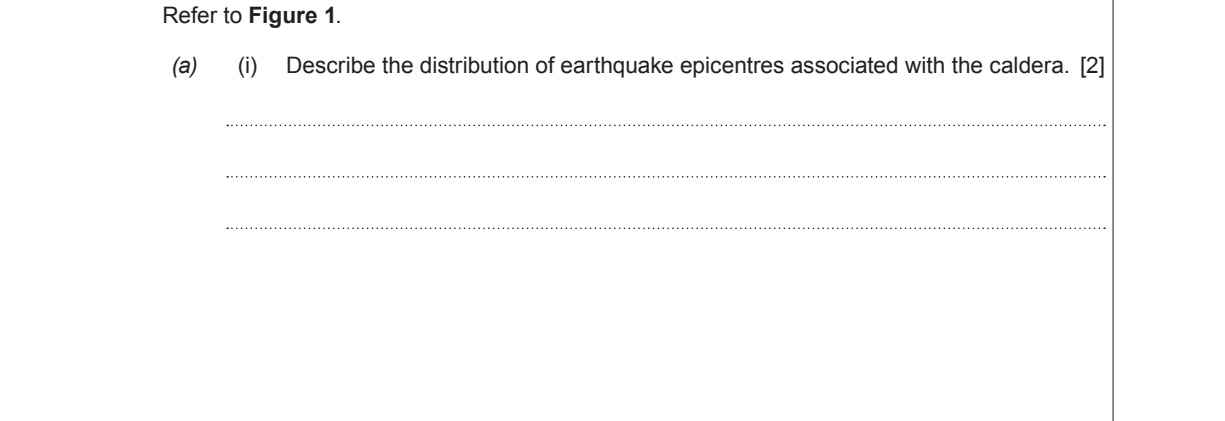 Refer to Figure 1.
(a) (i) Describe the distribution of earthquake epicentres associated with the caldera. [2]